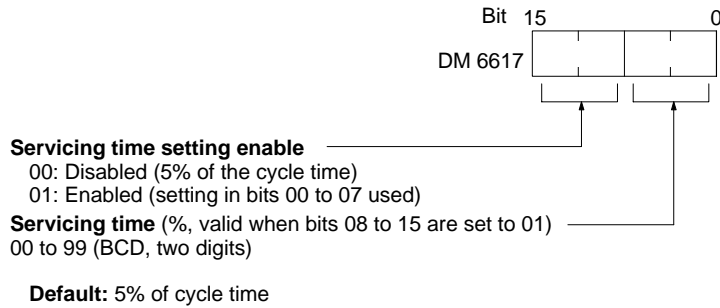 Bit 15 0
DM 6617
Servicing time setting enable
00: Disabled (5% of the cycle time)
01: Enabled (setting in bits 00 to 07 used)
Servicing time (%, valid when bits 08 to 15 are set to 01)
00 to 99 (BCD, two digits)
Default: 5% of cycle time